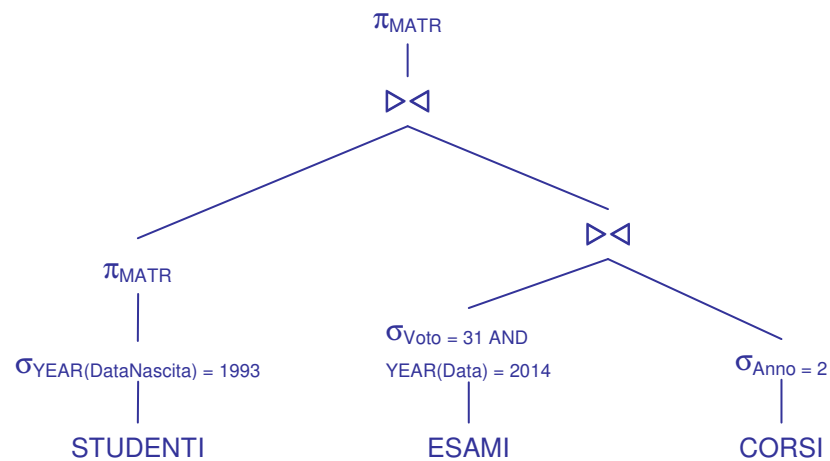 πMATR
▷◁
▷◁
πMATR
σVoto = 31 AND
YEAR(Data) = 2014
σYEAR(DataNascita) = 1993
σAnno = 2
STUDENTI
ESAMI
CORSI